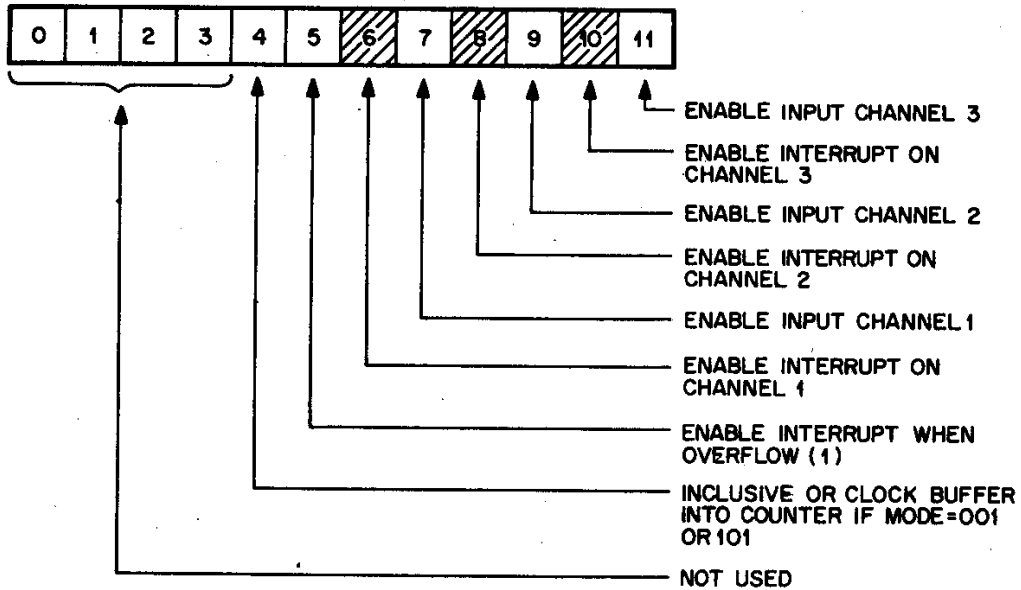 0 1 2 3 4 5 6 7 8 9 10 11
ENABLE INPUT CHANNEL 3
ENABLE INTERRUPT ON
CHANNEL 3
ENABLE INPUT CHANNEL 2
ENABLE INTERRUPT ON
CHANNEL 2
ENABLE INPUT CHANNEL 1
ENABLE INTERRUPT ON
CHANNEL 1
ENABLE INTERRUPT WHEN
OVERFLOW (1)
INCLUSIVE OR CLOCK BUFFER
INTO COUNTER IF MODE=001
OR 101
NOT USED